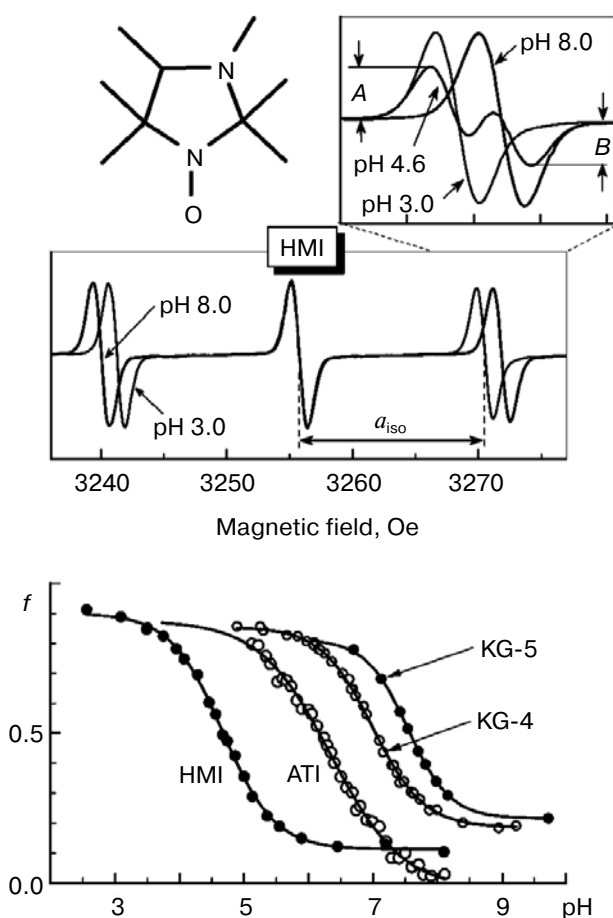 N
N
O
pH 8.0
A
pH 4.6
B
pH 3.0
HMI
pH 8.0
pH 3.0
a_iso
3240 3250 3260 3270
Magnetic field, Oe
f
KG-5
0.5
KG-4
HMI ATI
0.0
3 5 7 9 pH